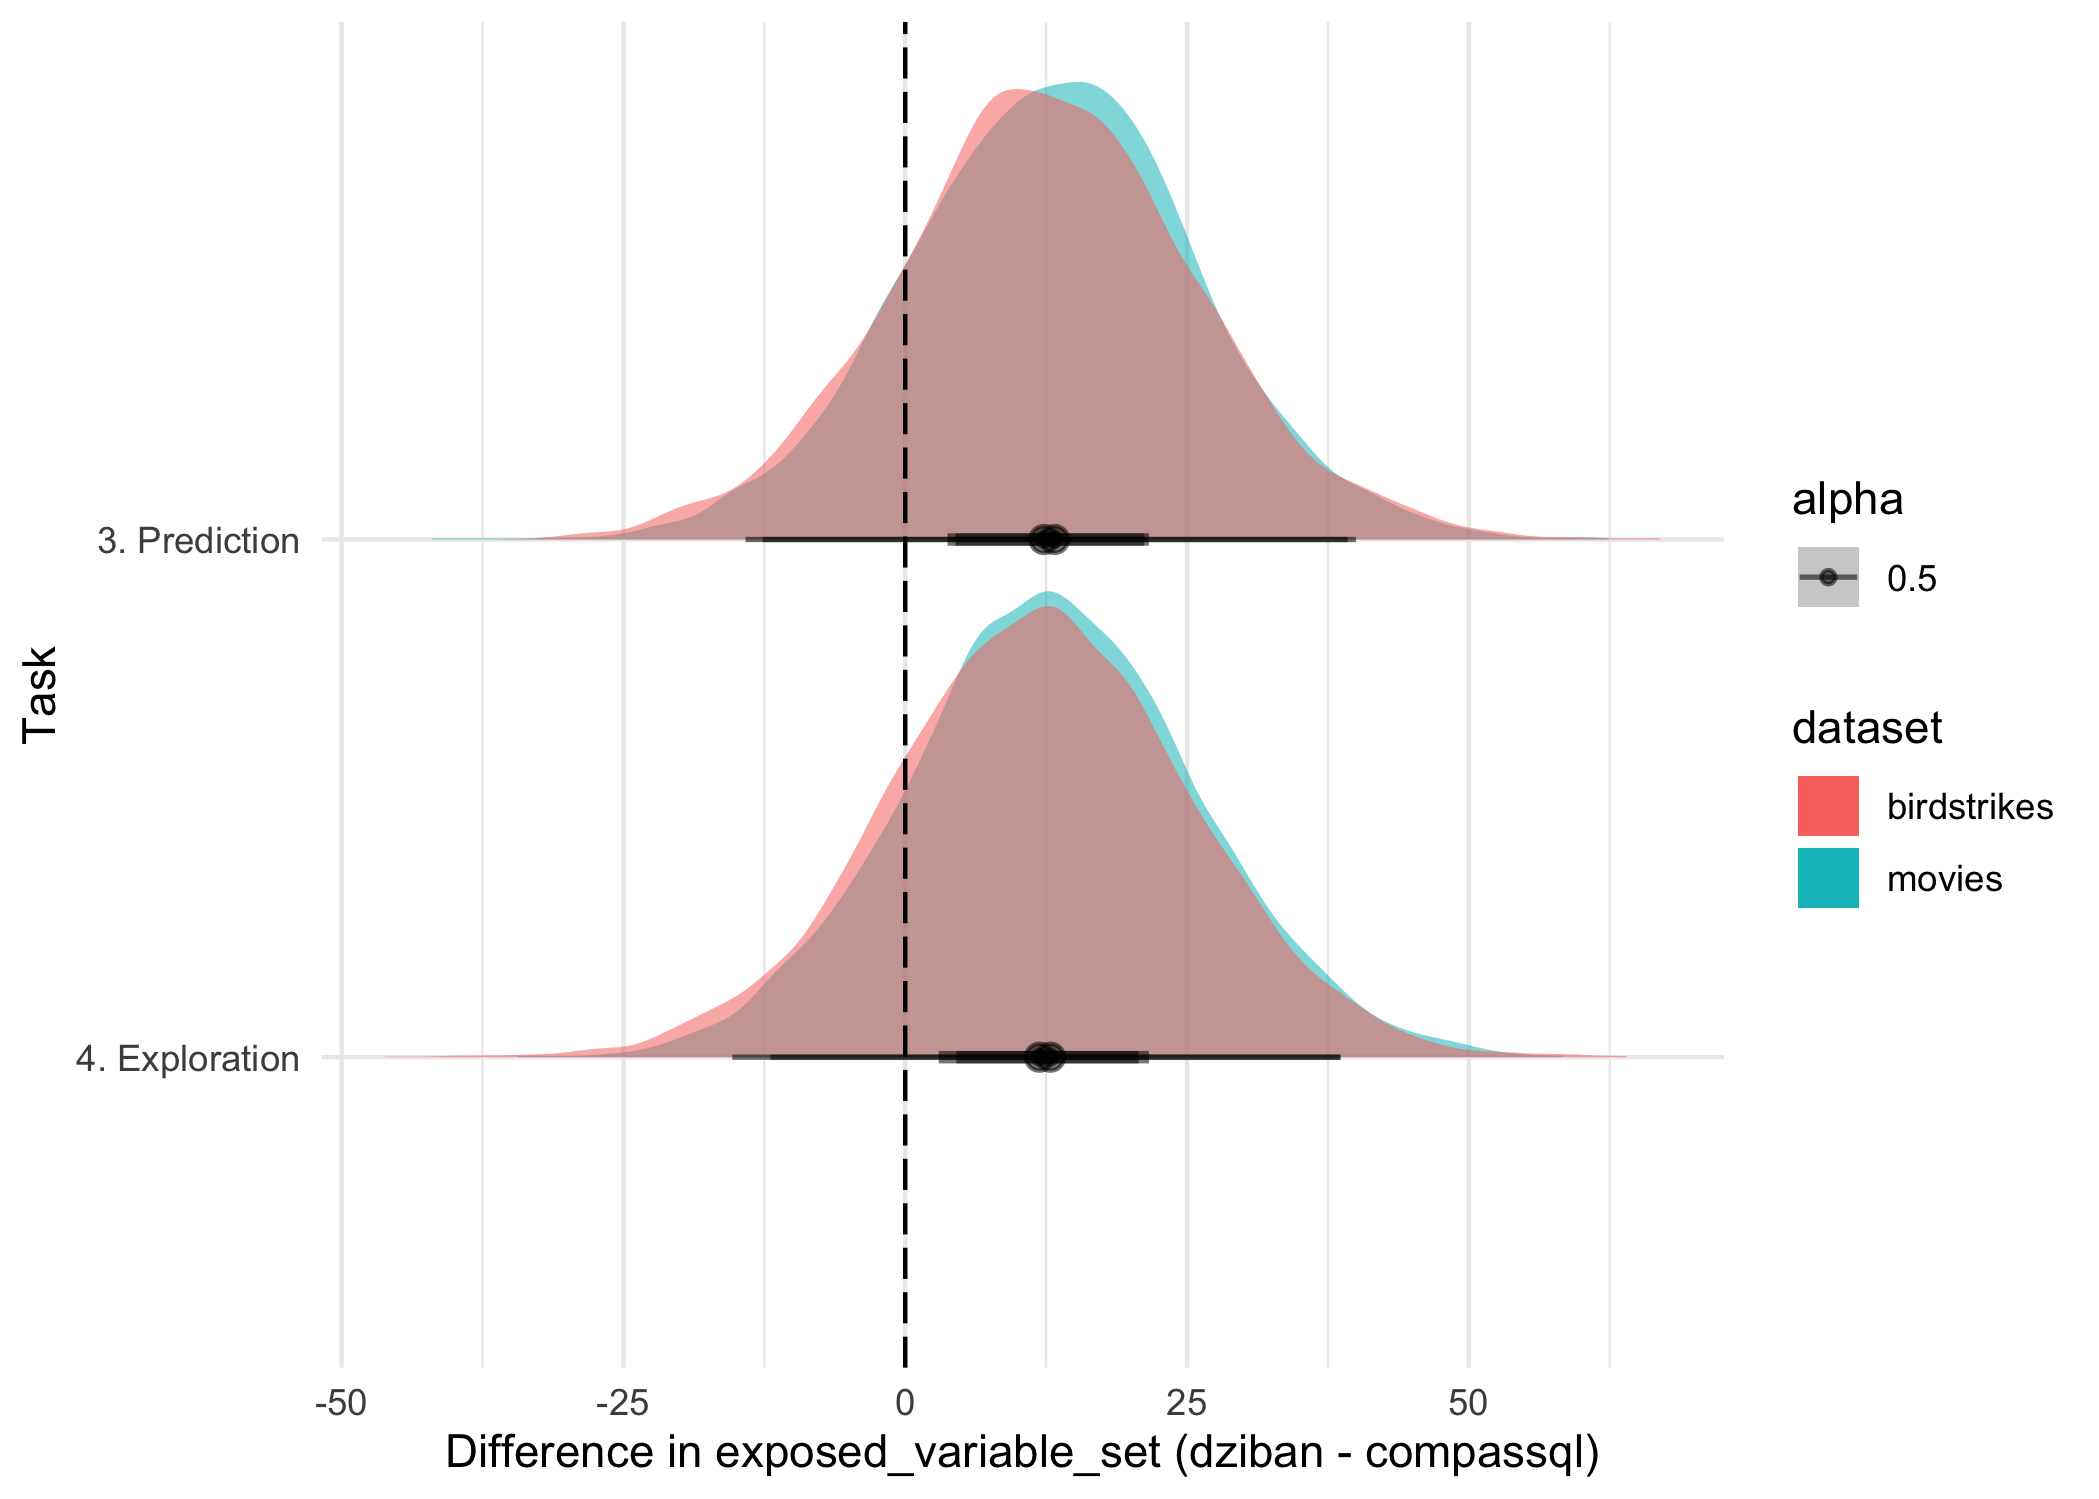 3. Prediction
4. Exploration
Task
-50
-25
0
25
50
Difference in exposed_variable_set (dziban - compassql)
alpha
0.5
dataset
birdstrikes
movies